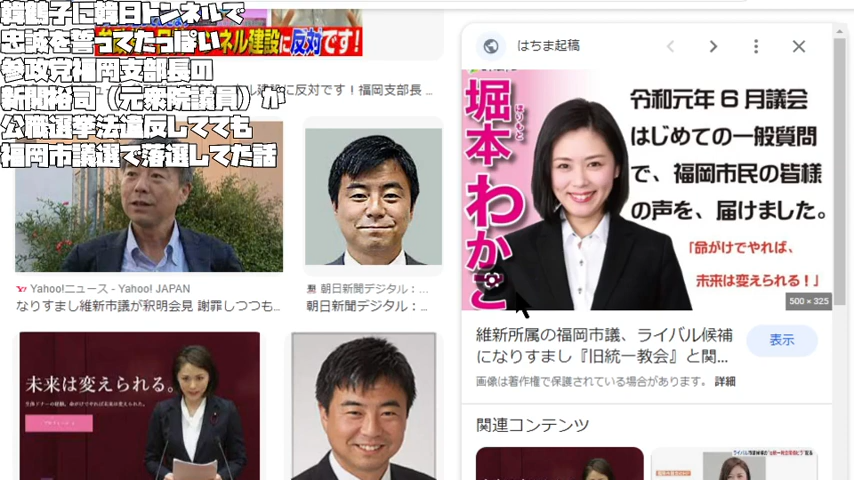 韓鶴子に韓日トンネルで
忠誠を誓ってたっぽい
参政党福岡支部長の
新開裕司（元衆院議員）が
公職選挙法違反してても
福岡市議選で落選してた話
ネル建設に反対です!
ル建設に反対です！福岡支部長 ...
Yahoo!ニュース - Yahoo! JAPAN
なりすまし維新市議が釈明会見 謝罪しつつも...
朝日新聞デジタル：...
朝日新聞デジタル：...
未来は変えられる。
はちま起稿
堀本わかこ
ほりもと
令和元年6月議会
はじめての一般質問
で、福岡市民の皆様
の声を、届けました。
「命がけでやれば、
未来は変えられる！」
500 × 325
維新所属の福岡市議、ライバル候補
になりすまし『旧統一教会』と関...
表示
画像は著作権で保護されている場合があります。 詳細
関連コンテンツ